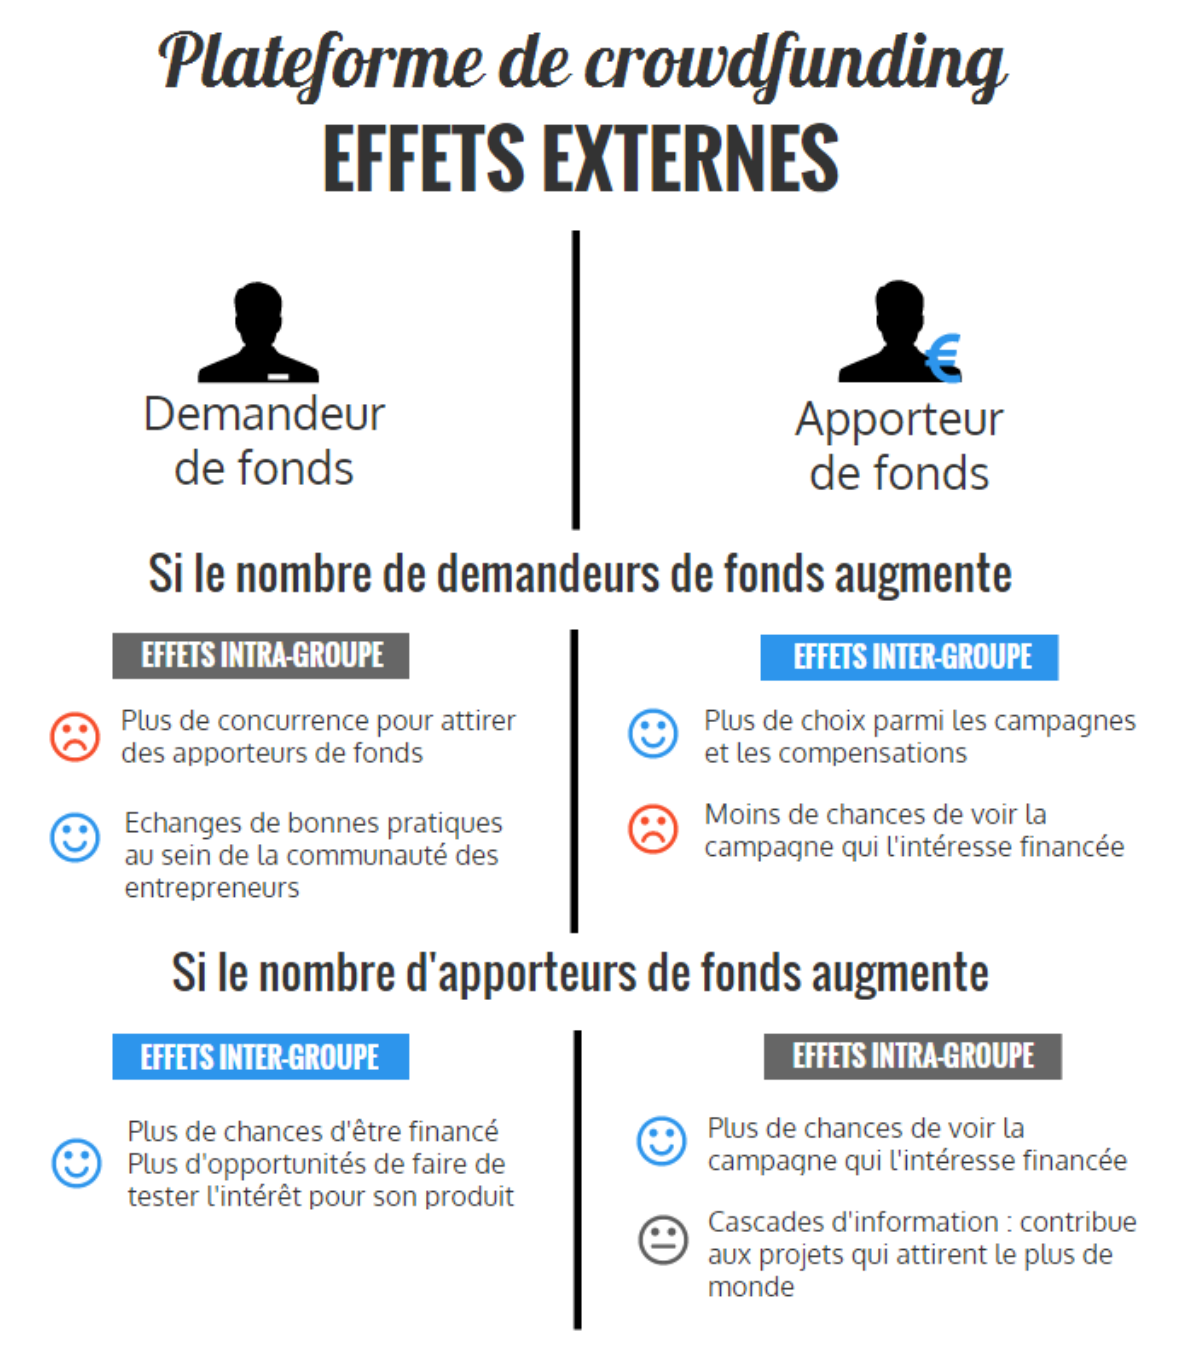 Plateforme de crowdfunding
EFFETS EXTERNES
Demandeur
de fonds
€
Apporteur
de fonds
Si le nombre de demandeurs de fonds augmente
EFFETS INTRA-GROUPE
Plus de concurrence pour attirer
des apporteurs de fonds
Echanges de bonnes pratiques
au sein de la communauté des
entrepreneurs
EFFETS INTER-GROUPE
Plus de choix parmi les campagnes
et les compensations
Moins de chances de voir la
campagne qui l'intéresse financée
Si le nombre d'apporteurs de fonds augmente
EFFETS INTER-GROUPE
Plus de chances d'être financé
Plus d'opportunités de faire de
tester l'intérêt pour son produit
EFFETS INTRA-GROUPE
Plus de chances de voir la
campagne qui l'intéresse financée
Cascades d'information : contribue
aux projets qui attirent le plus de
monde